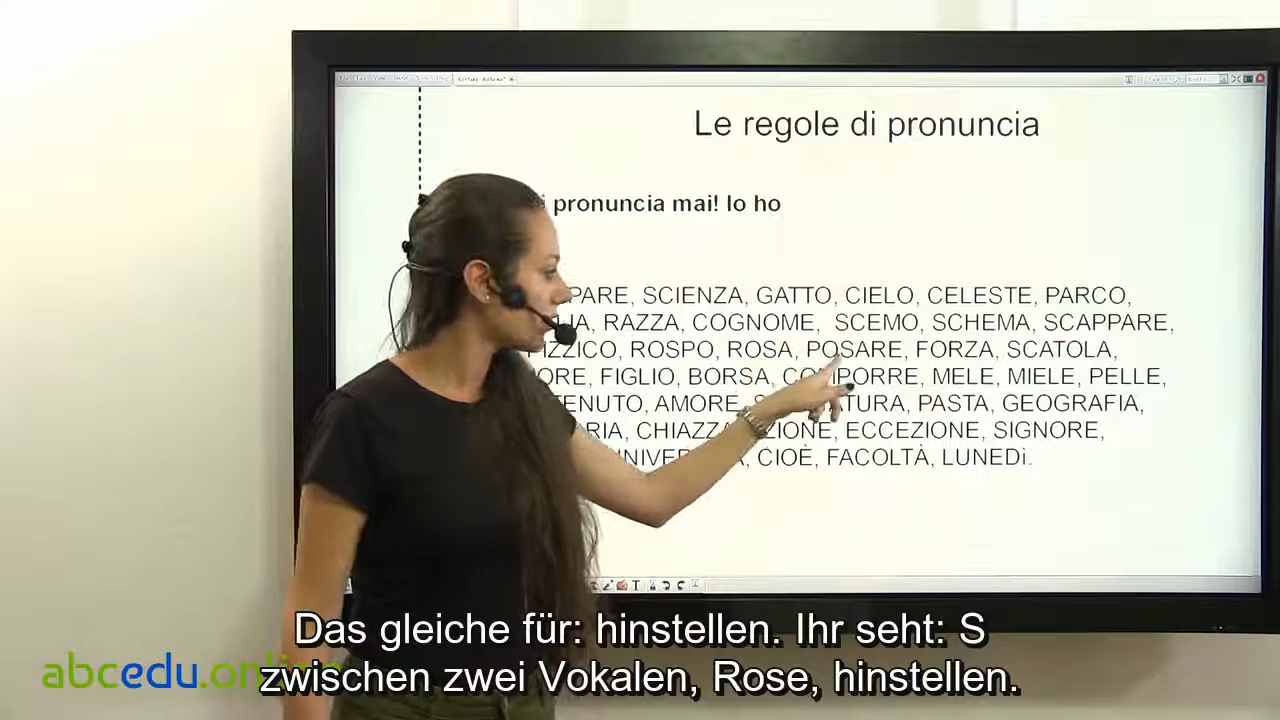 Le regole di pronuncia
pronuncia mai! Io ho
SCIENZA, GATTO, CIELO, CELESTE, PARCO,
RAZZA, COGNOME, SCEMO, SCHEMA, SCAPPARE,
PIZZICO, ROSPO, ROSA, POSARE, FORZA, SCATOLA,
FIGLIO, BORSA, COMPORRE, MELE, MIELE, PELLE,
AMORE, PASTA, GEOGRAFIA,
ECCEZIONE, SIGNORE,
CIOÈ, FACOLTÀ, LUNEDì.
Das gleiche für: hinstellen. Ihr seht: S
zwischen zwei Vokalen, Rose, hinstellen.
abcedu.online